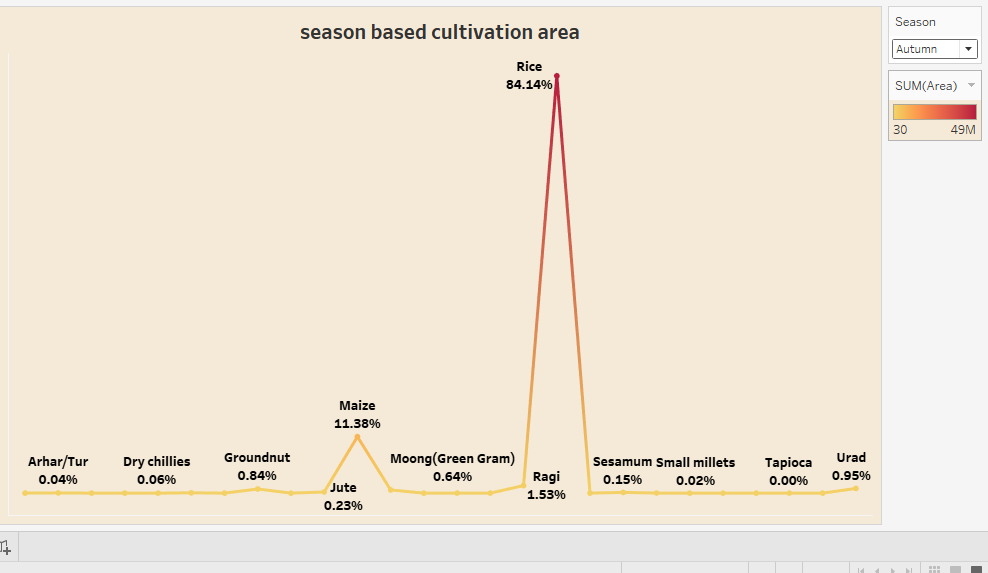 season based cultivation area
Season
Autumn
SUM(Area)
30 49M
Rice
84.14%
Maize
11.38%
Arhar/Tur
0.04%
Dry chillies
0.06%
Groundnut
0.84%
Jute
0.23%
Moong(Green Gram)
0.64%
Ragi
1.53%
Sesamum
0.15%
Small millets
0.02%
Tapioca
0.00%
Urad
0.95%